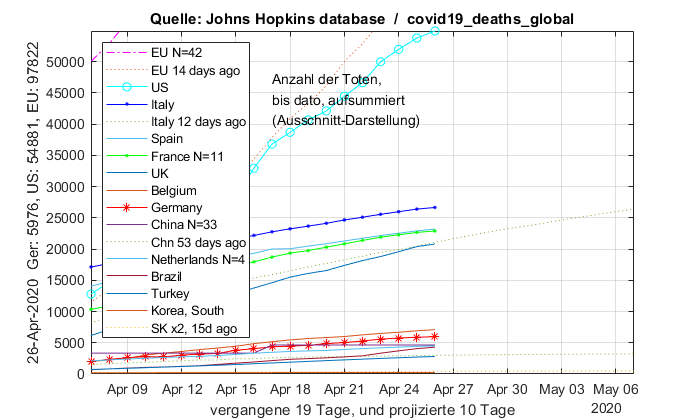 Quelle: Johns Hopkins database / covid19_deaths_global
26-Apr-2020 Ger: 5976, US: 54881, EU: 97822
50000
45000
40000
35000
30000
25000
20000
15000
10000
5000
0
EU N=42
EU 14 days ago
US
Italy
Italy 12 days ago
Spain
France N=11
UK
Belgium
Germany
China N=33
Chn 53 days ago
Netherlands N=4
Brazil
Turkey
Korea, South
SK x2, 15d ago
Anzahl der Toten,
bis dato, aufsummiert
(Ausschnitt-Darstellung)
Apr 09 Apr 12 Apr 15 Apr 18 Apr 21 Apr 24 Apr 27 Apr 30 May 03 May 06
2020
vergangene 19 Tage, und projizierte 10 Tage